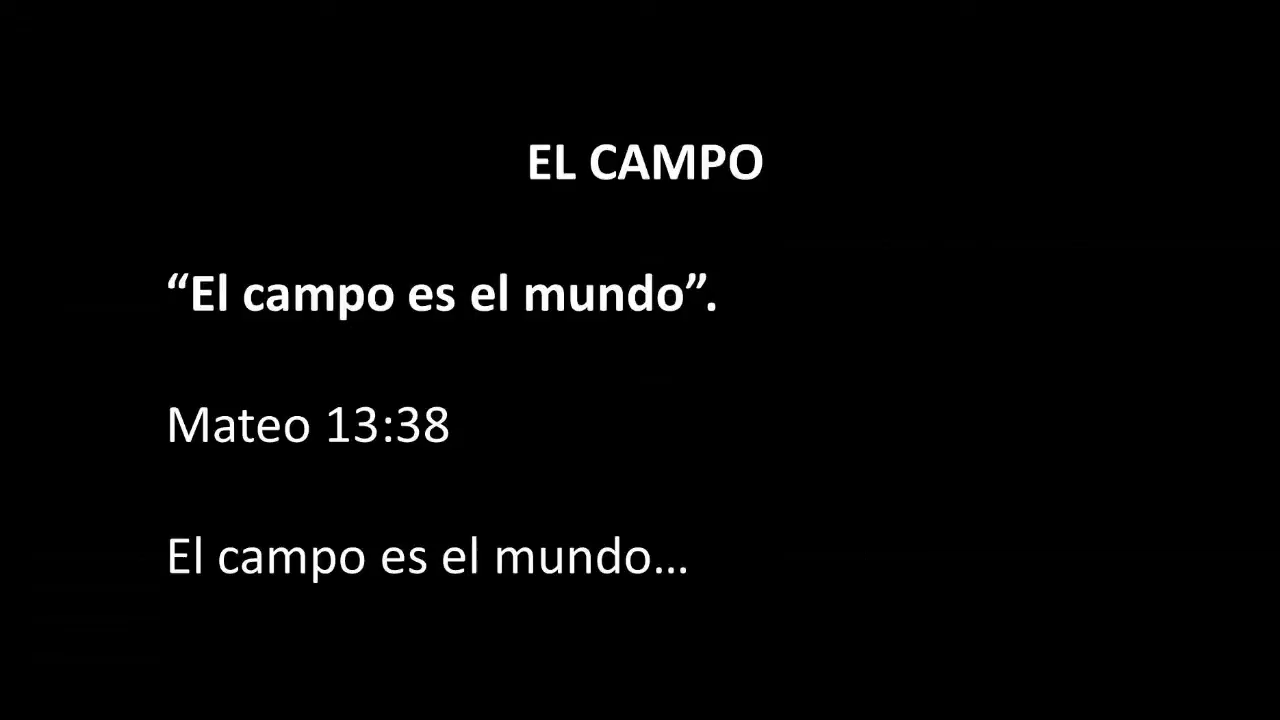 EL CAMPO
“El campo es el mundo”.
Mateo 13:38
El campo es el mundo...